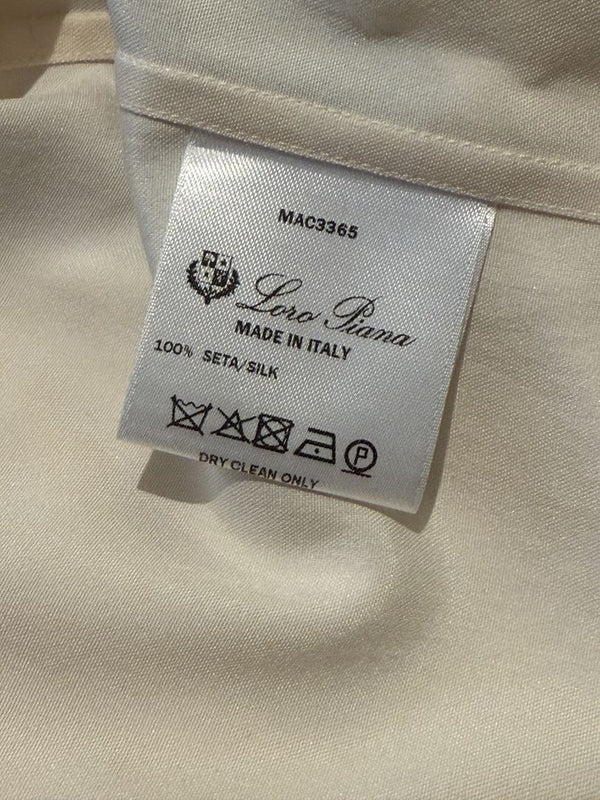 MAC3365
Loro Piana
MADE IN ITALY
100% SETA/SILK
P
DRY CLEAN ONLY